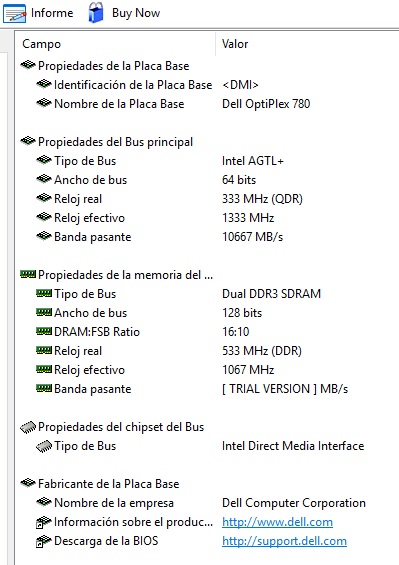 Informe Buy Now
Campo Valor
Propiedades de la Placa Base
Identificación de la Placa Base <DMI>
Nombre de la Placa Base Dell OptiPlex 780
Propiedades del Bus principal
Tipo de Bus Intel AGTL+
Ancho de bus 64 bits
Reloj real 333 MHz (QDR)
Reloj efectivo 1333 MHz
Banda pasante 10667 MB/s
Propiedades de la memoria del ...
Tipo de Bus Dual DDR3 SDRAM
Ancho de bus 128 bits
DRAM:FSB Ratio 16:10
Reloj real 533 MHz (DDR)
Reloj efectivo 1067 MHz
Banda pasante [ TRIAL VERSION ] MB/s
Propiedades del chipset del Bus
Tipo de Bus Intel Direct Media Interface
Fabricante de la Placa Base
Nombre de la empresa Dell Computer Corporation
Información sobre el produc... http://www.dell.com
Descarga de la BIOS http://support.dell.com